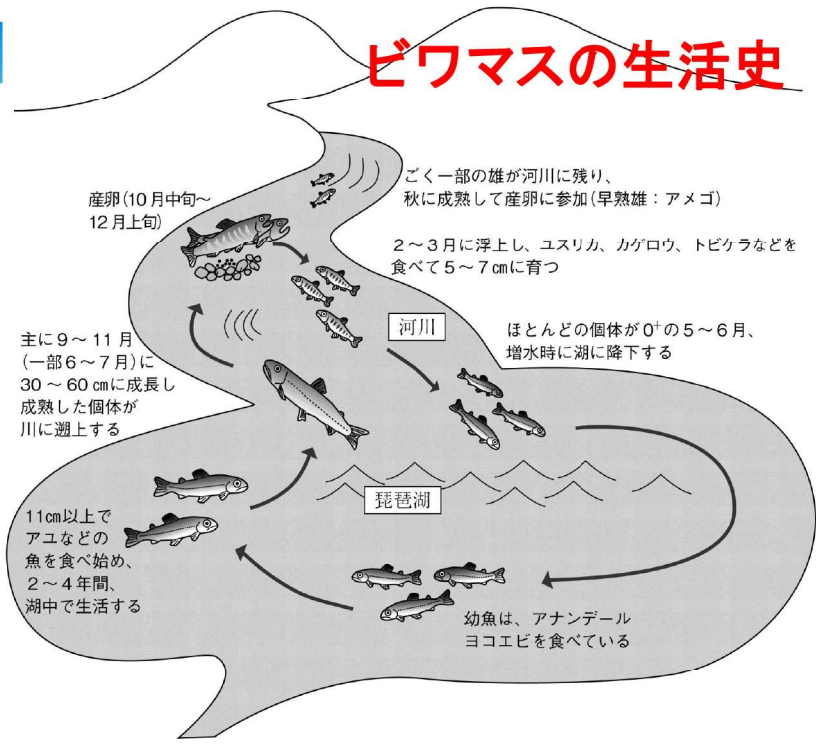 ビワマスの生活史
ごく一部の雄が河川に残り、
秋に成熟して産卵に参加(早熟雄:アメゴ)
産卵(10月中旬~
12月上旬)
2~3月に浮上し、ユスリカ、カゲロウ、トビケラなどを
食べて5~7㎝に育つ
河川
ほとんどの個体が0⁺の5~6月、
増水時に湖に降下する
主に9~11月
(一部6~7月)に
30~60㎝に成長し
成熟した個体が
川に遡上する
琵琶湖
11㎝以上で
アユなどの
魚を食べ始め、
2~4年間、
湖中で生活する
幼魚は、アナンデール
ヨコエビを食べている